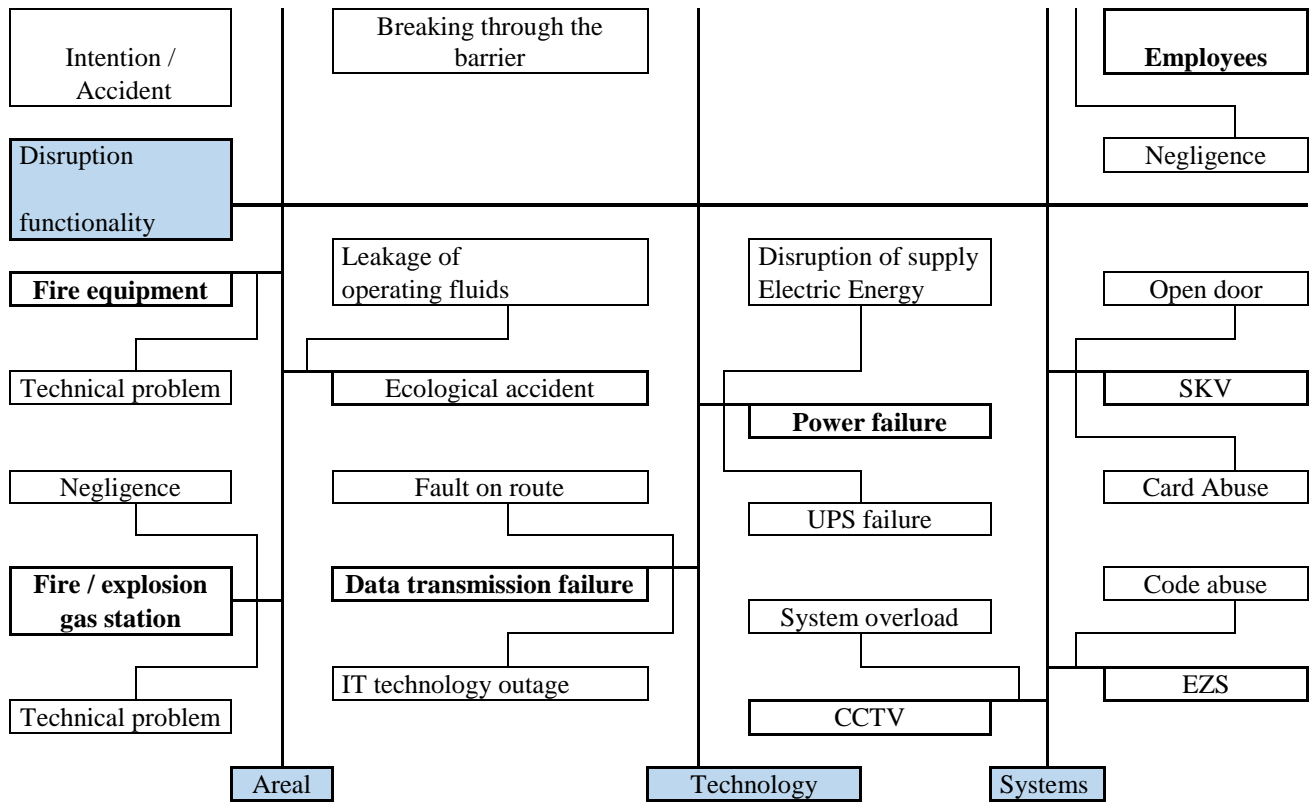 Intention /
Accident
Breaking through the
barrier
Employees
Disruption
functionality
Negligence
Fire equipment
Leakage of
operating fluids
Disruption of supply
Electric Energy
Open door
Technical problem
Ecological accident
Power failure
SKV
Negligence
Fault on route
UPS failure
Card Abuse
Fire / explosion
gas station
Data transmission failure
System overload
Code abuse
Technical problem
IT technology outage
CCTV
EZS
Areal
Technology
Systems